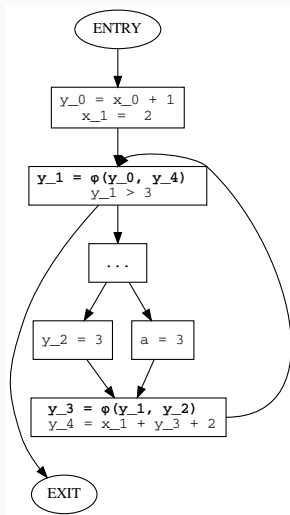 ENTRY
y_0 = x_0 + 1
x_1 =  2
y_1 = φ(y_0, y_4)
y_1 > 3
...
y_2 = 3
a = 3
y_3 = φ(y_1, y_2)
y_4 = x_1 + y_3 + 2
EXIT